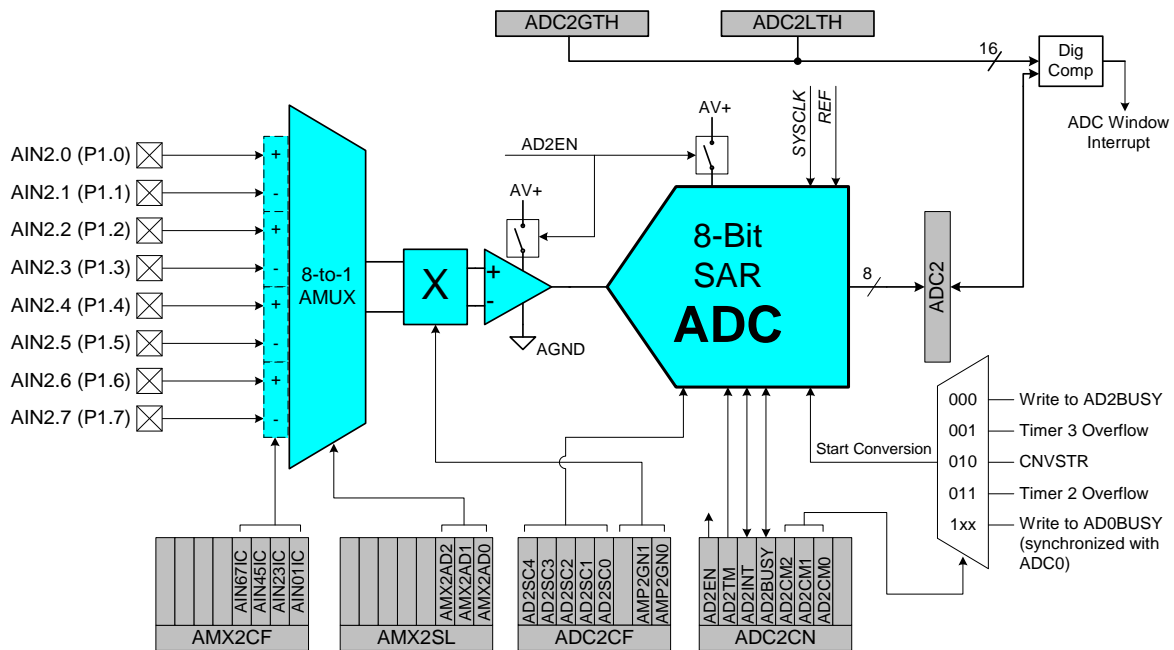 ADC2GTH
ADC2LTH
16
Dig
Comp
ADC Window
Interrupt
SYSCLK
REF
AV+
AD2EN
AV+
AIN2.0 (P1.0)
AIN2.1 (P1.1)
AIN2.2 (P1.2)
AIN2.3 (P1.3)
AIN2.4 (P1.4)
AIN2.5 (P1.5)
AIN2.6 (P1.6)
AIN2.7 (P1.7)
+
-
+
-
+
-
+
-
8-to-1
AMUX
X
+
-
AGND
8-Bit
SAR
ADC
8
ADC2
Start Conversion
000
001
010
011
1xx
Write to AD2BUSY
Timer 3 Overflow
CNVSTR
Timer 2 Overflow
Write to AD0BUSY
(synchronized with
ADC0)
AIN67IC
AIN45IC
AIN23IC
AIN01IC
AMX2CF
AMX2AD2
AMX2AD1
AMX2AD0
AMX2SL
AD2SC4
AD2SC3
AD2SC2
AD2SC1
AD2SC0
AMP2GN1
AMP2GN0
ADC2CF
AD2EN
AD2TM
AD2INT
AD2BUSY
AD2CM2
AD2CM1
AD2CM0
ADC2CN